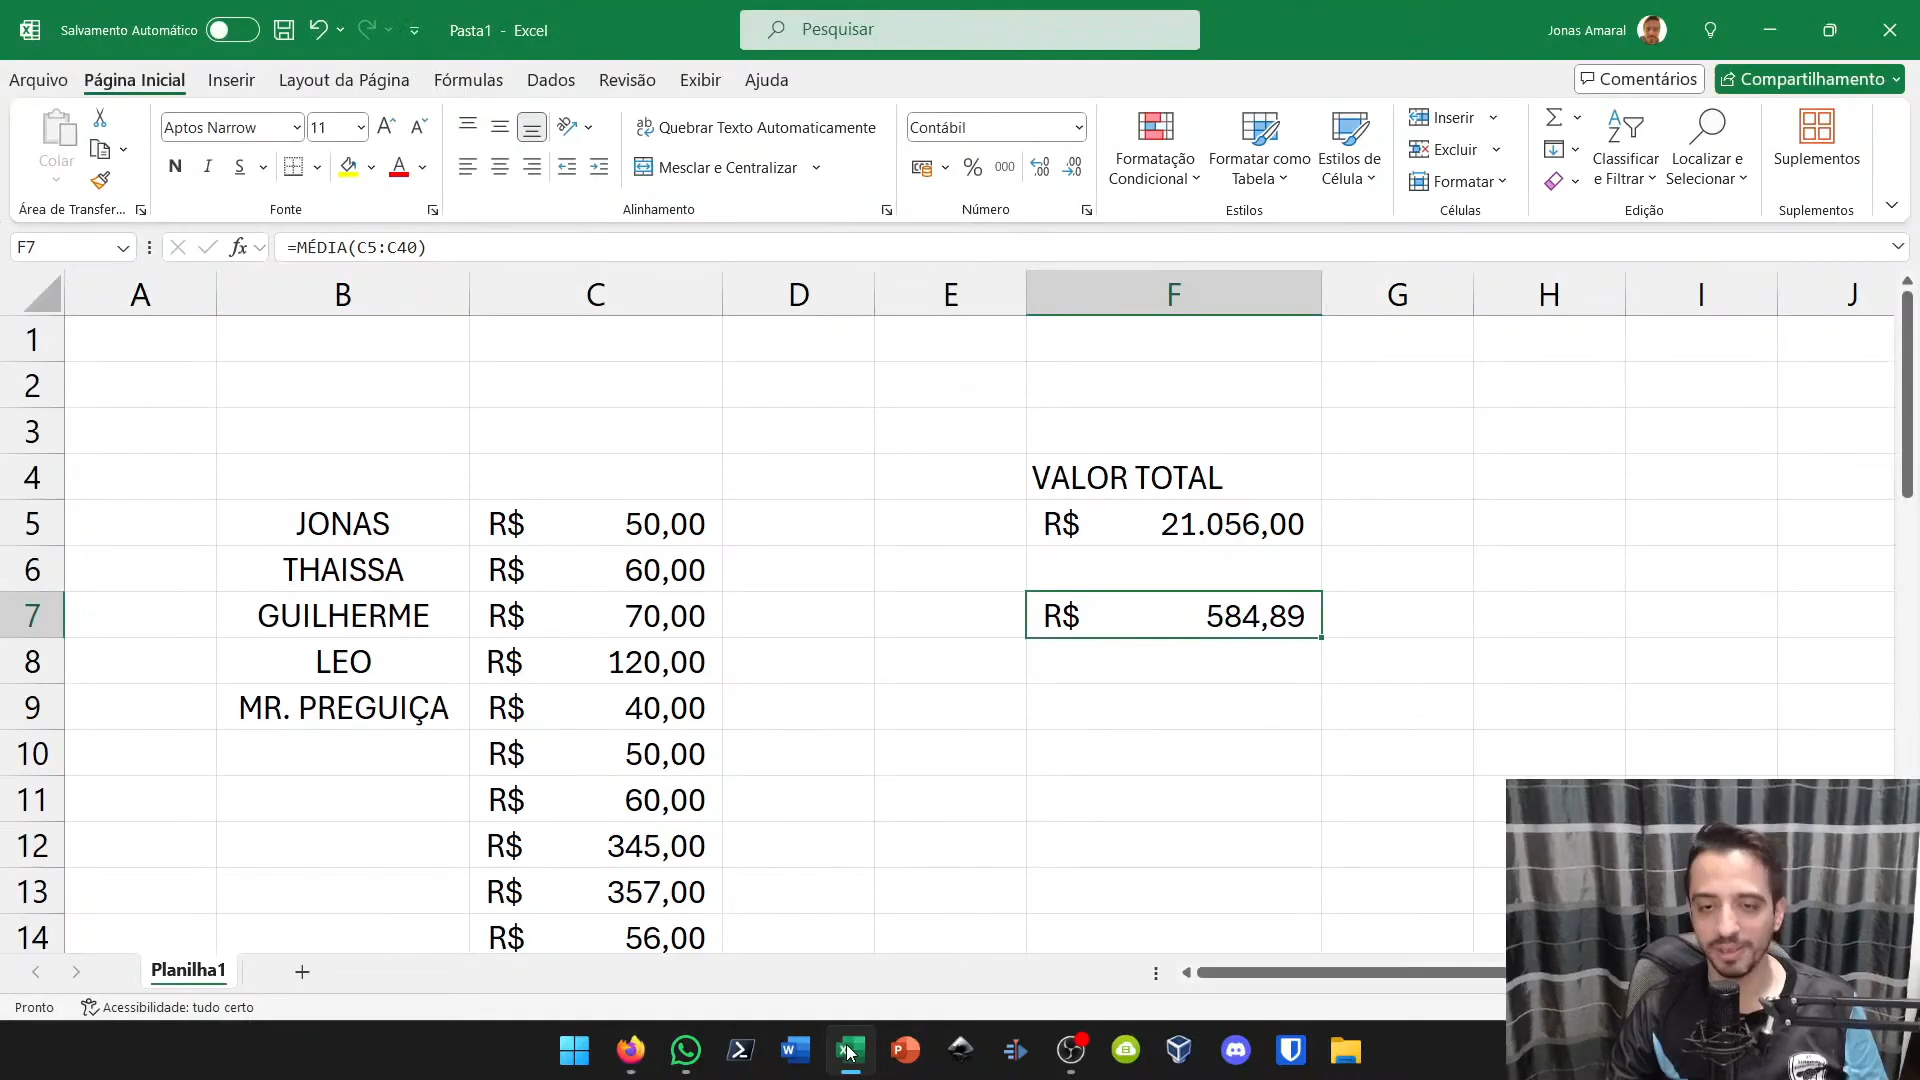 Salvamento Automático
Pasta1 - Excel
Pesquisar
Jonas Amaral
Arquivo
Página Inicial
Inserir
Layout da Página
Fórmulas
Dados
Revisão
Exibir
Ajuda
Comentários
Compartilhamento
Colar
Área de Transfer...
Aptos Narrow
11
N I S
Fonte
Quebrar Texto Automaticamente
Mesclar e Centralizar
Alinhamento
Contábil
% 000
Número
Formatação
Condicional
Formatar como
Tabela
Estilos de
Célula
Estilos
Inserir
Excluir
Formatar
Células
Classificar
e Filtrar
Localizar e
Selecionar
Edição
Suplementos
Suplementos
F7
fx
=MÉDIA(C5:C40)
A B C D E F G H I J
1
2
3
4 VALOR TOTAL
5 JONAS R$ 50,00 R$ 21.056,00
6 THAISSA R$ 60,00
7 GUILHERME R$ 70,00 R$ 584,89
8 LEO R$ 120,00
9 MR. PREGUIÇA R$ 40,00
10 R$ 50,00
11 R$ 60,00
12 R$ 345,00
13 R$ 357,00
14 R$ 56,00
Planilha1
Pronto
Acessibilidade: tudo certo